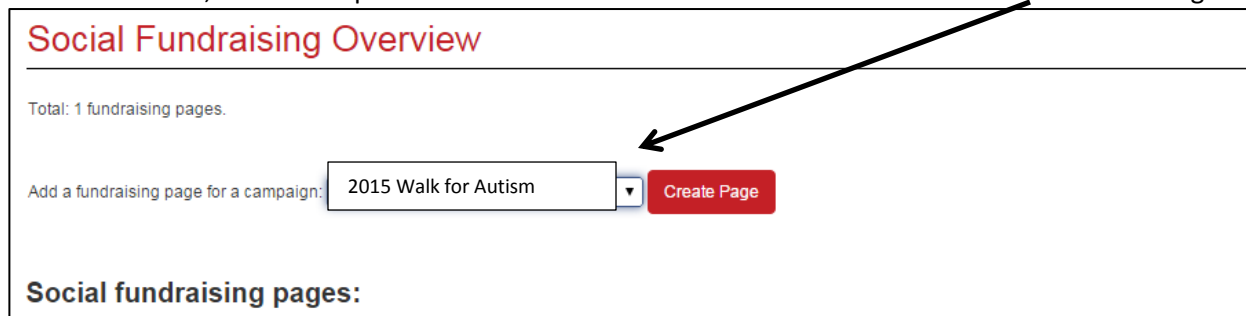 Social Fundraising Overview
Total: 1 fundraising pages.
Add a fundraising page for a campaign: 2015 Walk for Autism Create Page
Social fundraising pages: